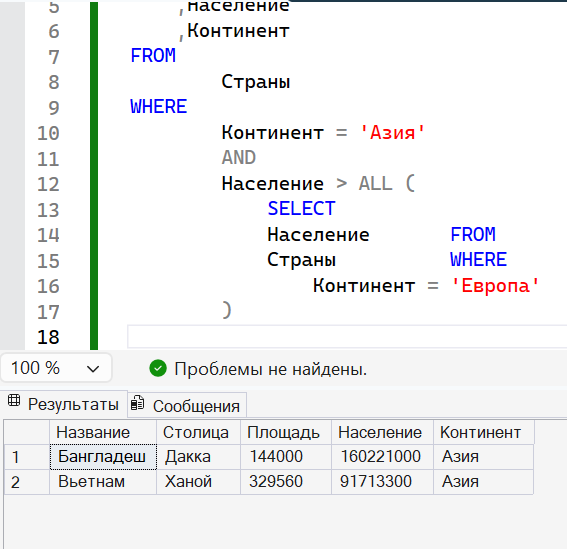 5 ,Население
6 ,Континент
7 FROM
8 Страны
9 WHERE
10 Континент = 'Азия'
11 AND
12 Население > ALL (
13 SELECT
14 Население FROM
15 Страны WHERE
16 Континент = 'Европа'
17 )
18
100 % Проблемы не найдены.
Результаты Сообщения
Название Столица Площадь Население Континент
1 Бангладеш Дакка 144000 160221000 Азия
2 Вьетнам Ханой 329560 91713300 Азия